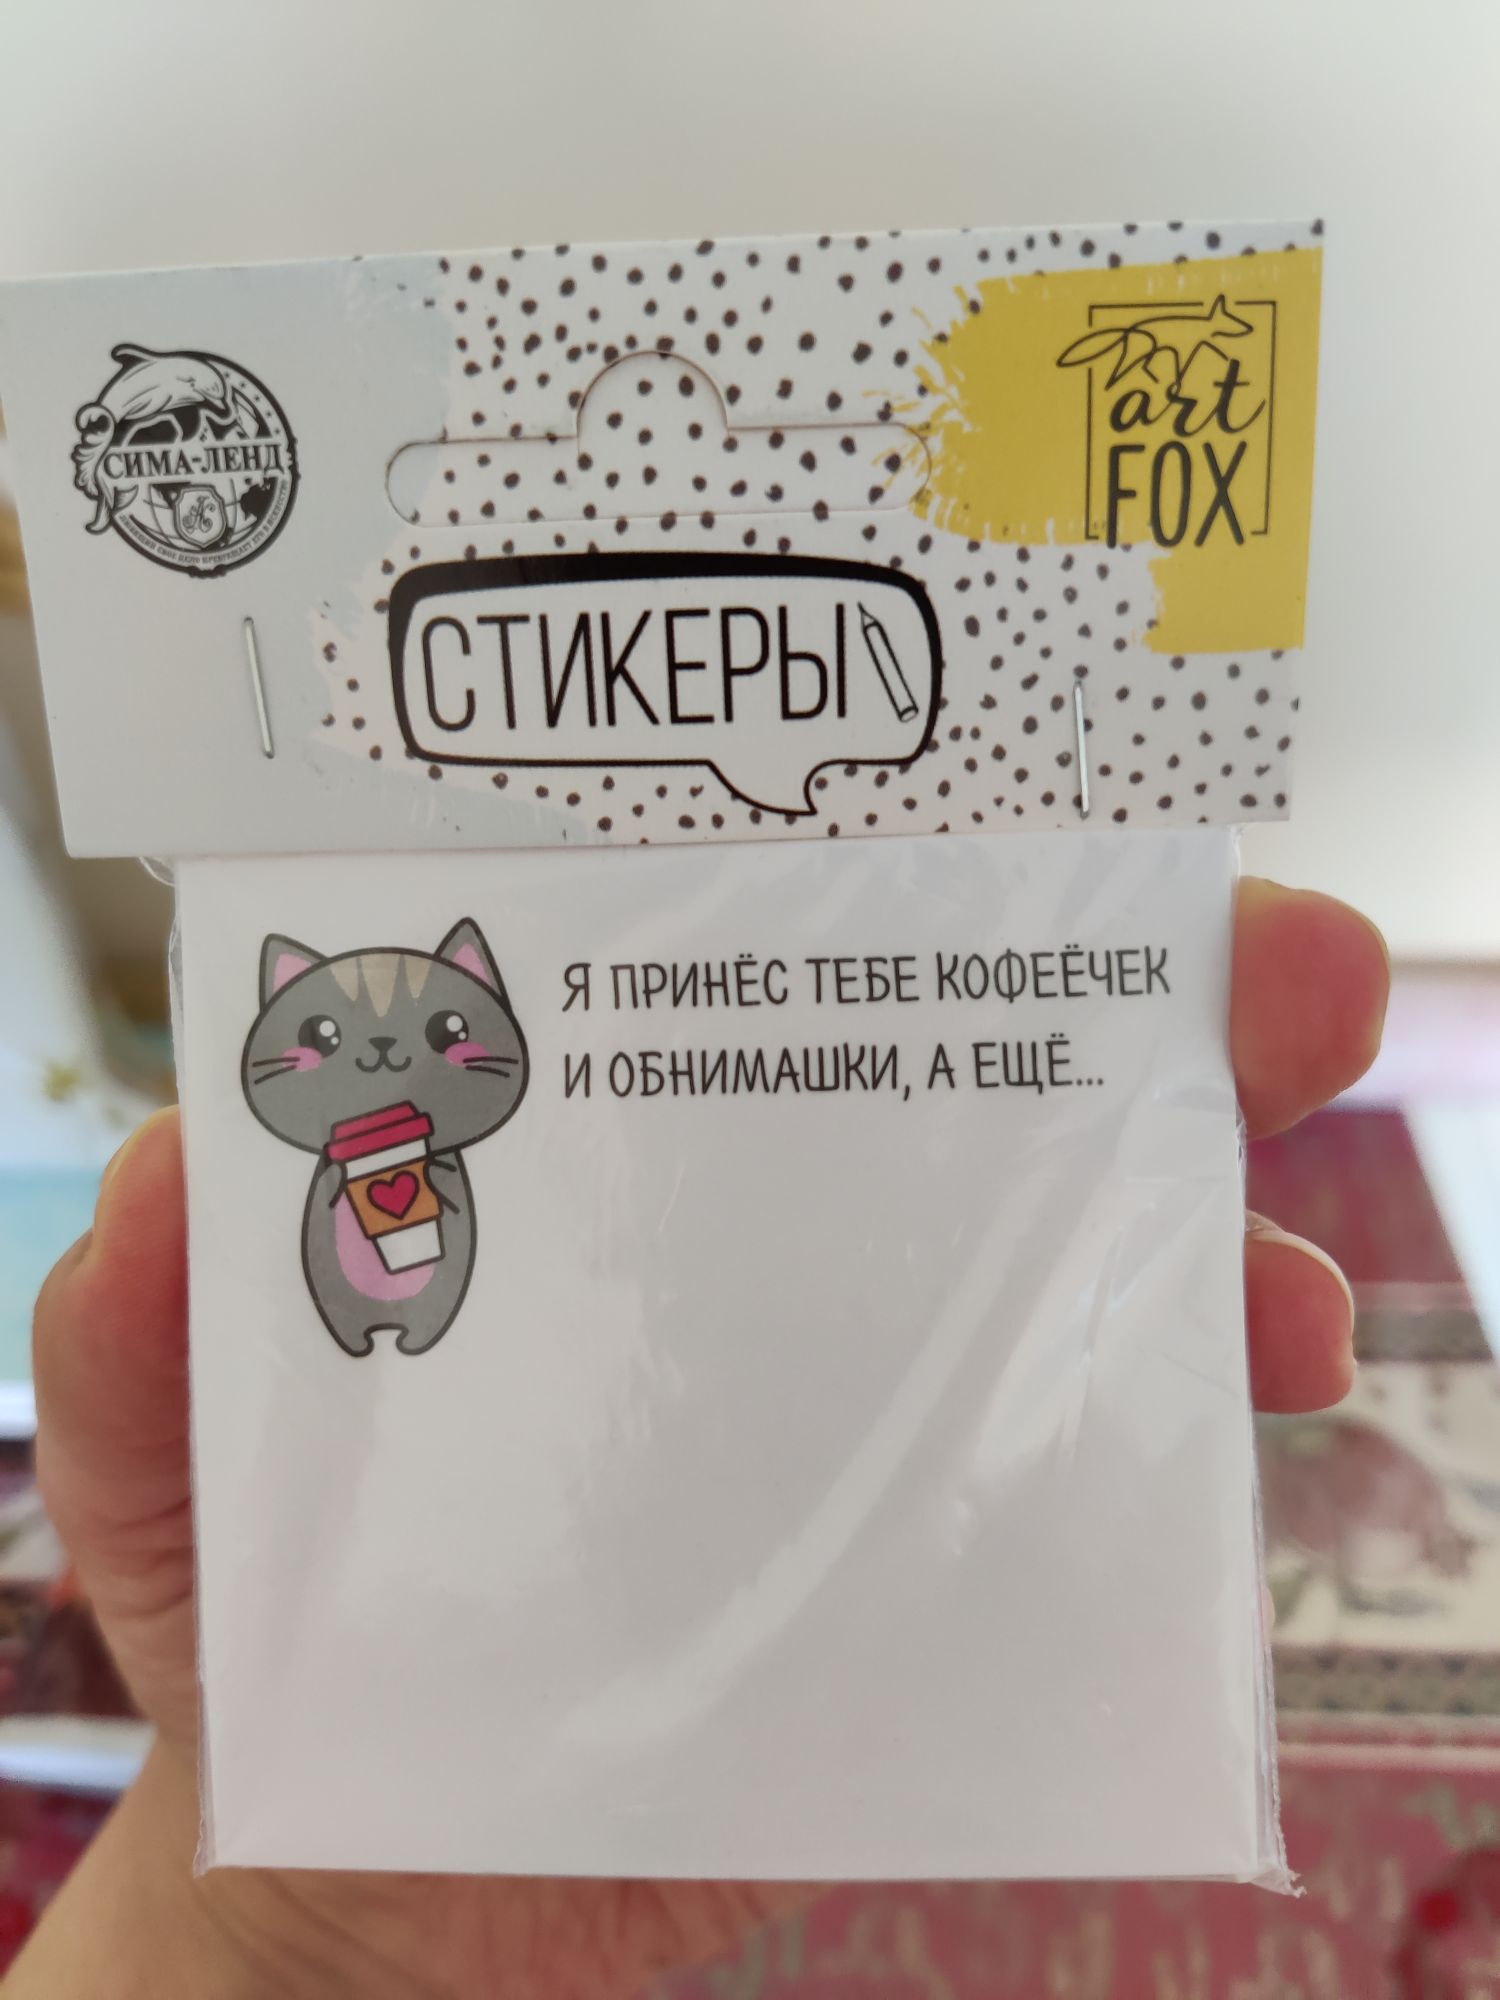 СИМА-ЛЕНД
art
FOX
СТИКЕРЫ
Я ПРИНЁС ТЕБЕ КОФЕЁЧЕК
И ОБНИМАШКИ, А ЕЩЁ...